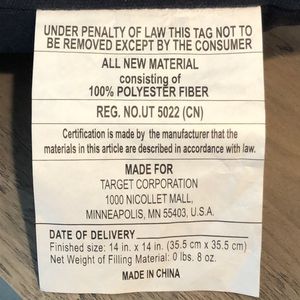 UNDER PENALTY OF LAW THIS TAG NOT TO
BE REMOVED EXCEPT BY THE CONSUMER
ALL NEW MATERIAL
consisting of
100% POLYESTER FIBER
REG. NO.UT 5022 (CN)
Certification is made by the manufacturer that the
materials in this article are described in accordance with law.
MADE FOR
TARGET CORPORATION
1000 NICOLLET MALL,
MINNEAPOLIS, MN 55403, U.S.A.
DATE OF DELIVERY
Finished size: 14 in. x 14 in. (35.5 cm x 35.5 cm)
Net Weight of Filling Material: 0 lbs. 8 oz.
MADE IN CHINA